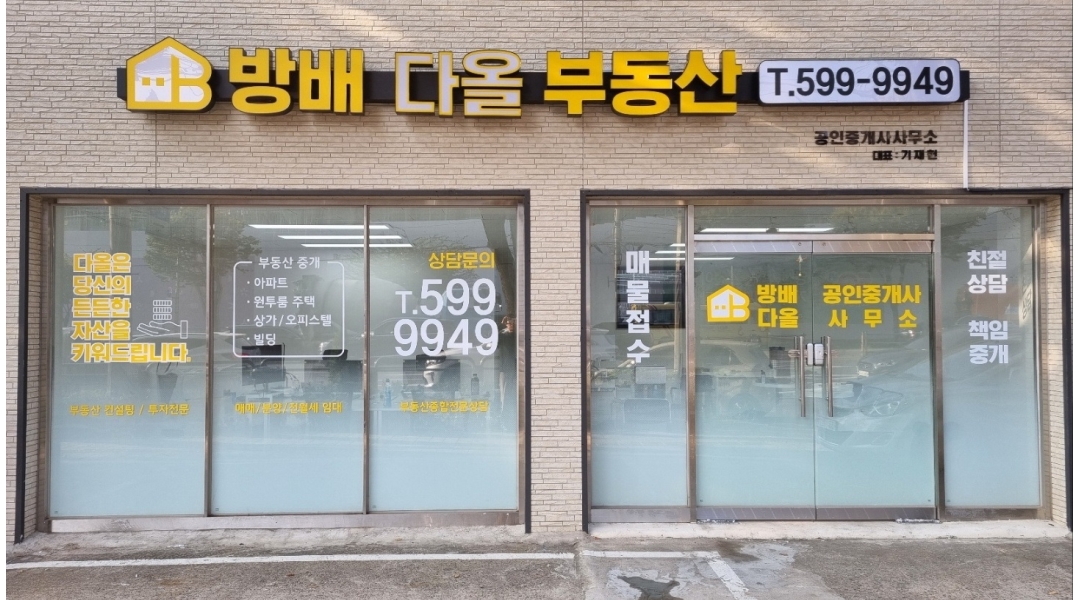 방배 다올 부동산 T.599-9949
공인중개사사무소
대표 : 기재현
다올은
당신의
든든한
자산을
키워드립니다.
부동산 컨설팅 / 투자전문
부동산 중개
· 아파트
· 원투룸 주택
· 상가/오피스텔
· 빌딩
매매/분양/전월세 임대
상담문의
T.599
9949
부동산종합전문상담
매물접수
방배
다올
공인중개사
사무소
친절
상담
책임
중개